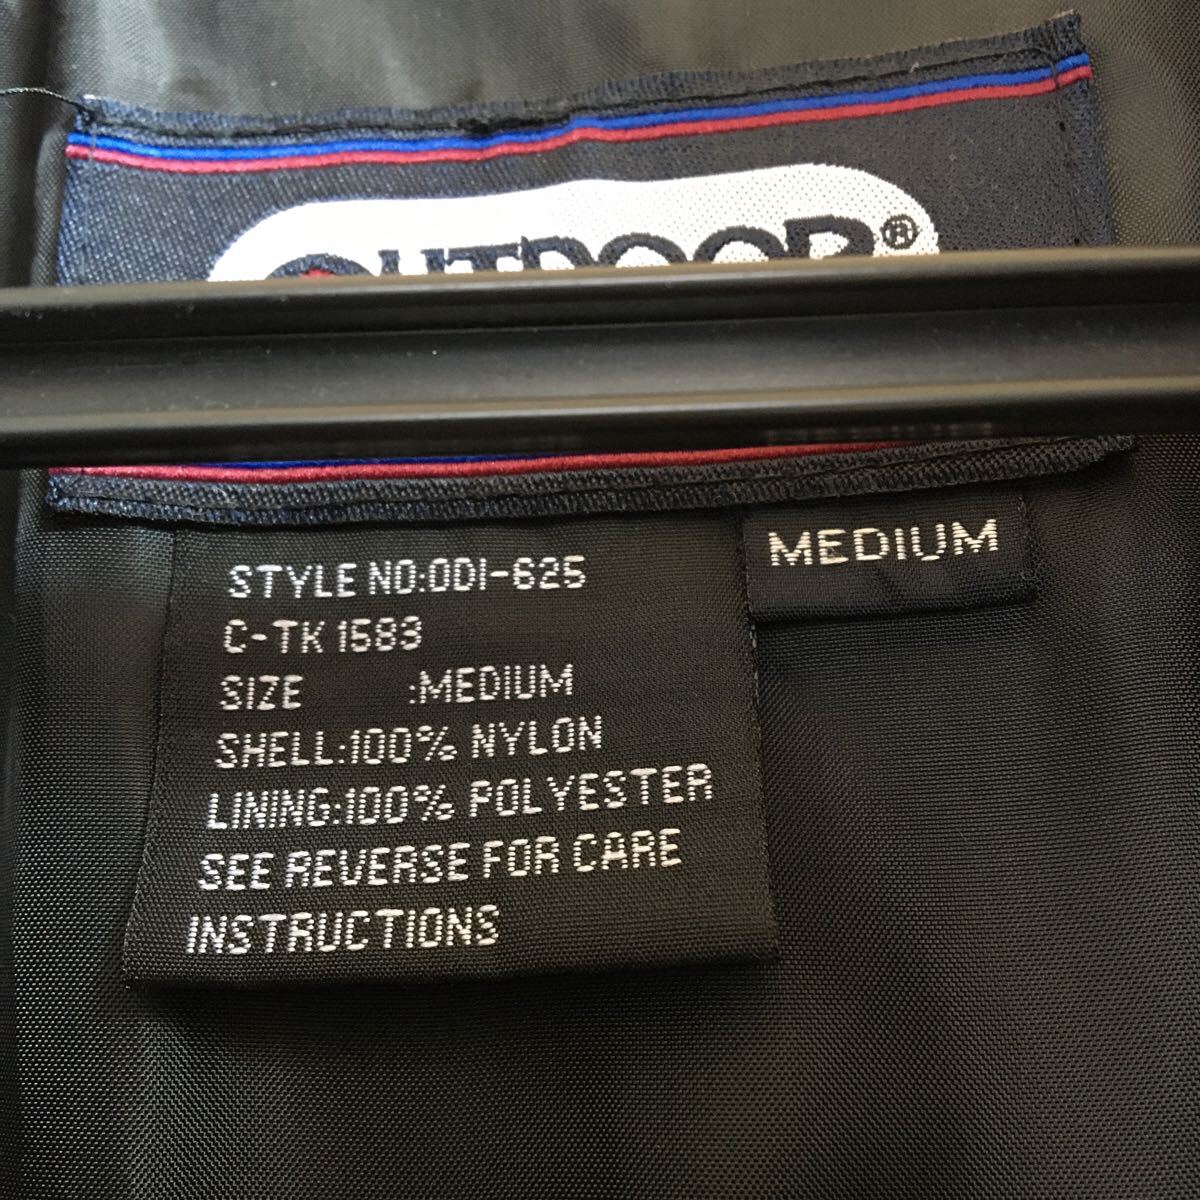 OUTDOOR®
MEDIUM
STYLE NO:ODI-625
C-TK 1583
SIZE :MEDIUM
SHELL:100% NYLON
LINING:100% POLYESTER
SEE REVERSE FOR CARE
INSTRUCTIONS